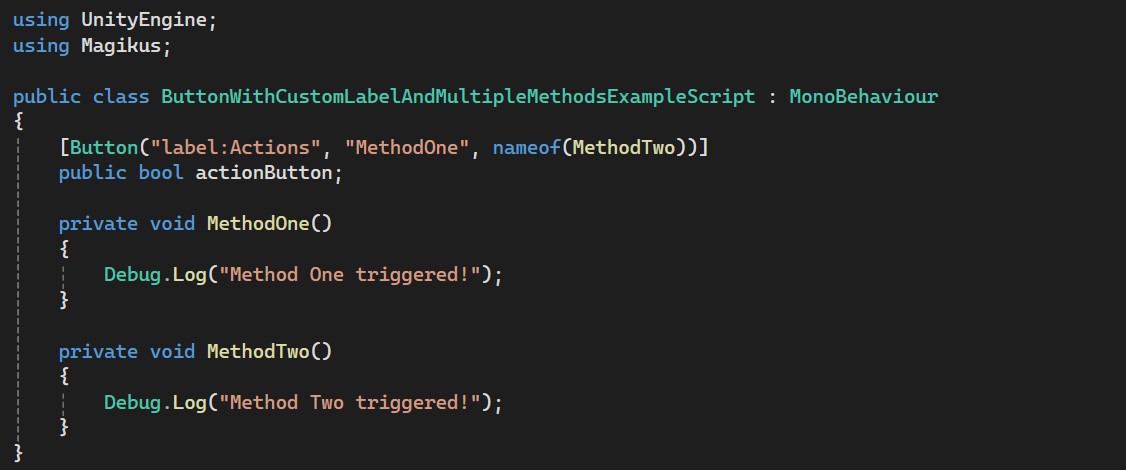 using UnityEngine;
using Magikus;
public class ButtonWithCustomLabelAndMultipleMethodsExampleScript : MonoBehaviour
{
[Button("label:Actions", "MethodOne", nameof(MethodTwo))]
public bool actionButton;
private void MethodOne()
{
Debug.Log("Method One triggered!");
}
private void MethodTwo()
{
Debug.Log("Method Two triggered!");
}
}